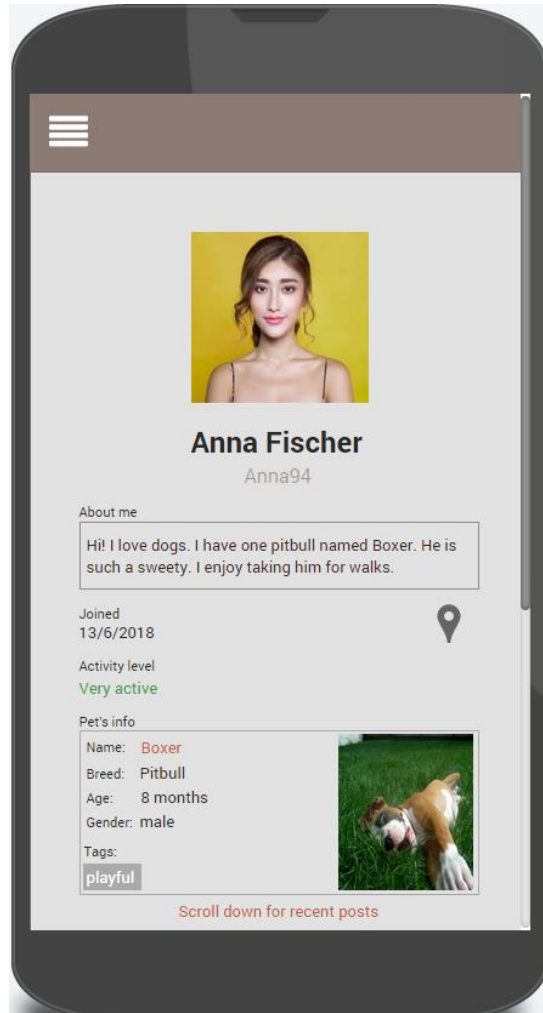 Anna Fischer
Anna94
About me
Hi! I love dogs. I have one pitbull named Boxer. He is
such a sweety. I enjoy taking him for walks.
Joined
13/6/2018
Activity level
Very active
Pet's info
Name: Boxer
Breed: Pitbull
Age: 8 months
Gender: male
Tags:
playful
Scroll down for recent posts